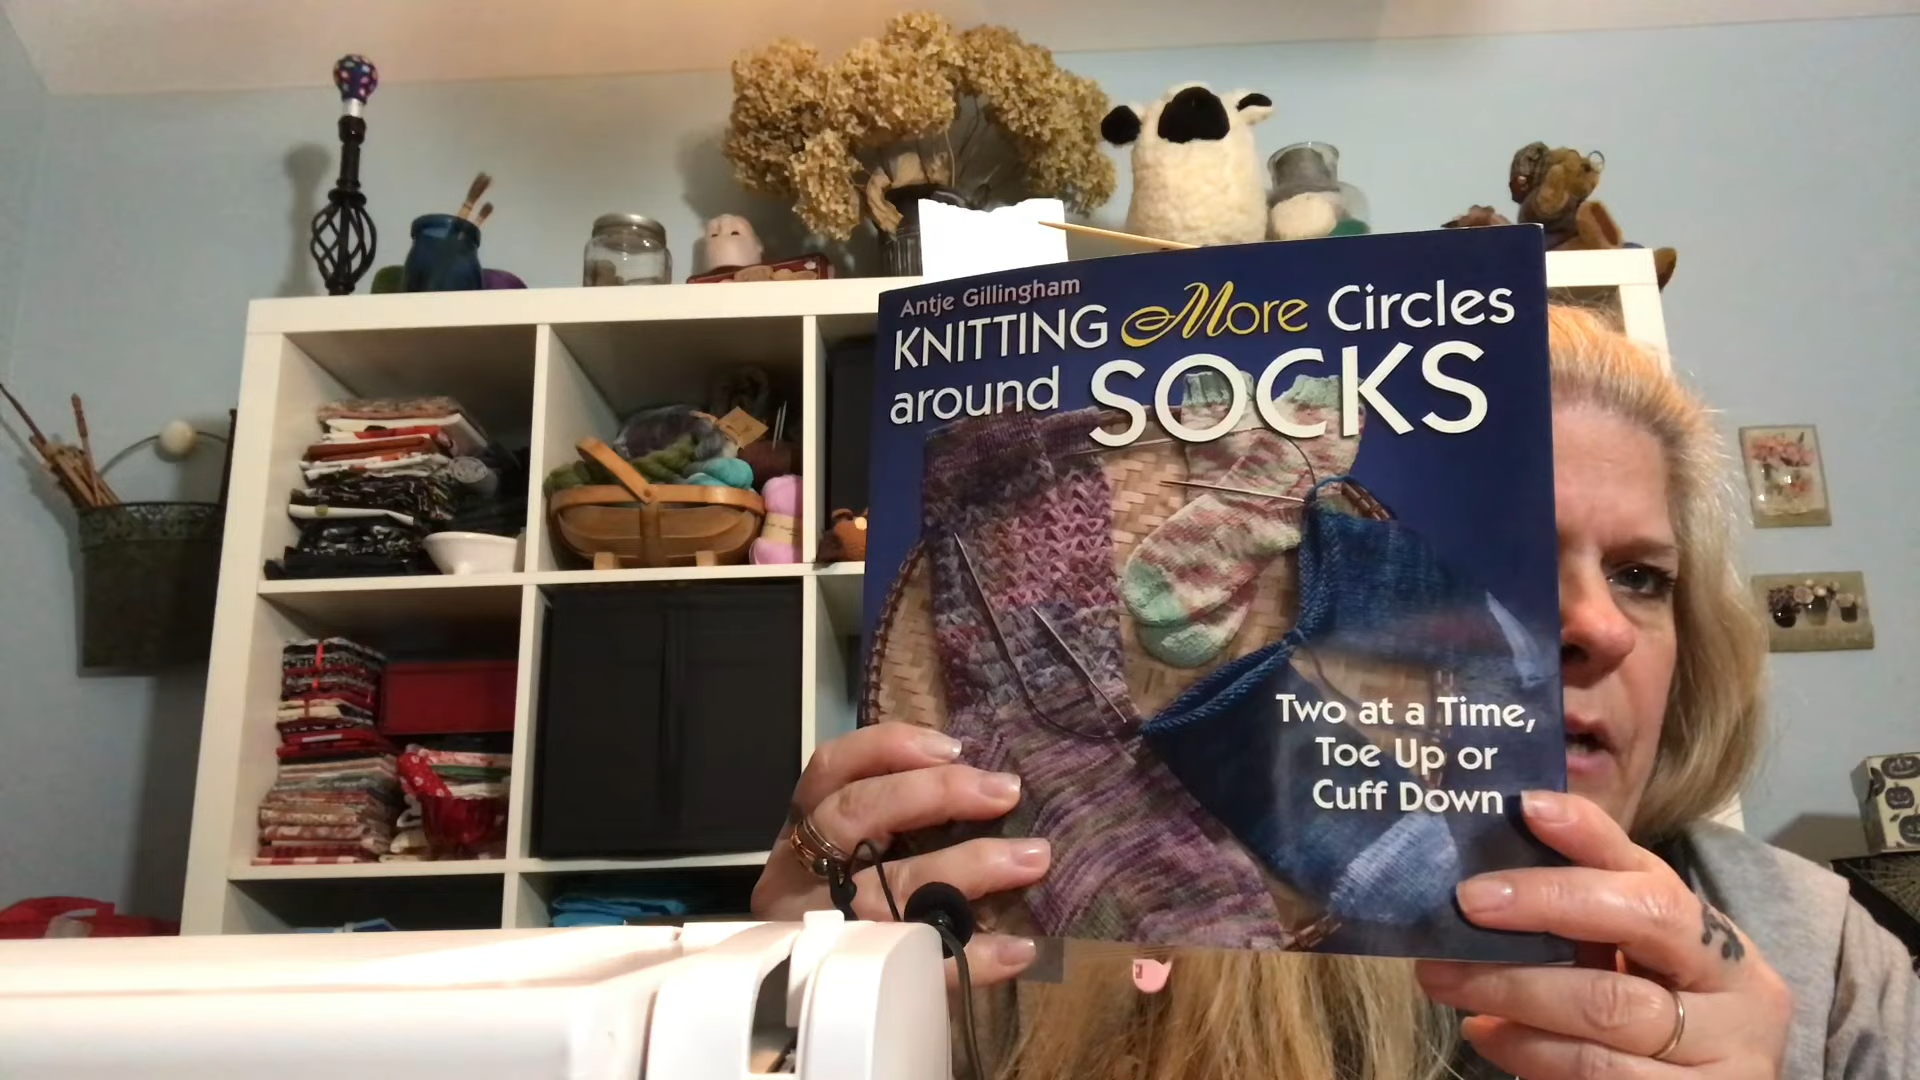 Antje Gillingham
KNITTING More Circles
around SOCKS
Two at a Time,
Toe Up or
Cuff Down